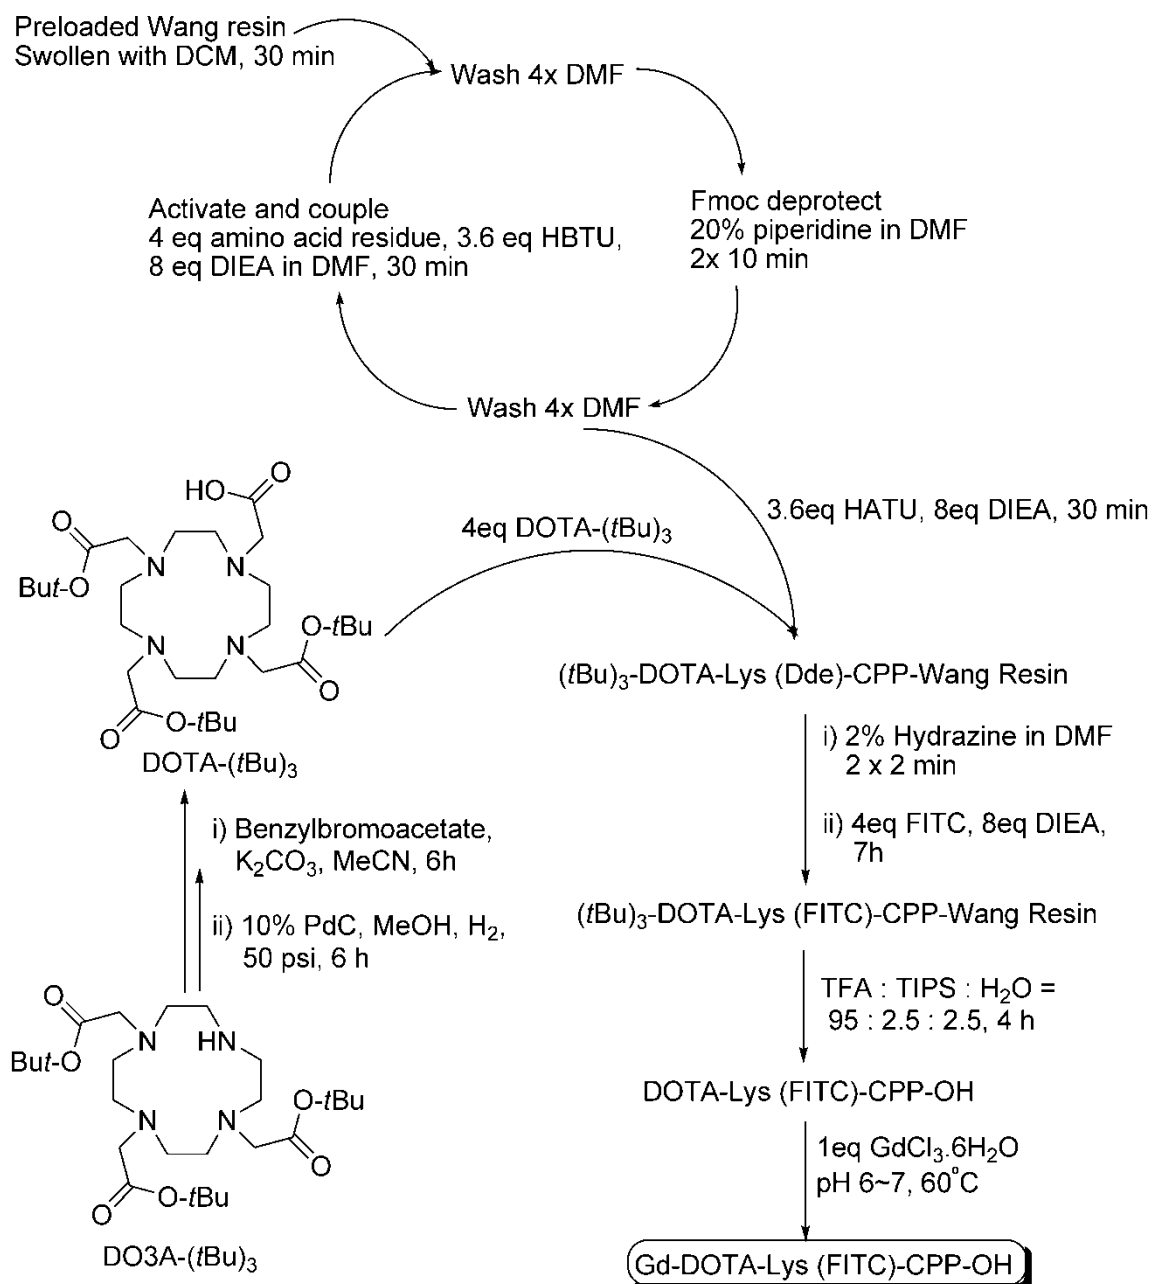 Preloaded Wang resin
Swollen with DCM, 30 min
Wash 4x DMF
Fmoc deprotect
20% piperidine in DMF
2x 10 min
Activate and couple
4 eq amino acid residue, 3.6 eq HBTU,
8 eq DIEA in DMF, 30 min
Wash 4x DMF
3.6eq HATU, 8eq DIEA, 30 min
4eq DOTA-(tBu)₃
HO
O
O
But-O
N
N
N
N
O-tBu
O
O
O-tBu
DOTA-(tBu)₃
(tBu)₃-DOTA-Lys (Dde)-CPP-Wang Resin
i) 2% Hydrazine in DMF
2 x 2 min
ii) 4eq FITC, 8eq DIEA,
7h
(tBu)₃-DOTA-Lys (FITC)-CPP-Wang Resin
TFA : TIPS : H₂O =
95 : 2.5 : 2.5, 4 h
DOTA-Lys (FITC)-CPP-OH
1eq GdCl₃.6H₂O
pH 6~7, 60°C
Gd-DOTA-Lys (FITC)-CPP-OH
i) Benzylbromoacetate,
K₂CO₃, MeCN, 6h
ii) 10% PdC, MeOH, H₂,
50 psi, 6 h
O
But-O
N
HN
N
N
O-tBu
O
O
O-tBu
DO3A-(tBu)₃